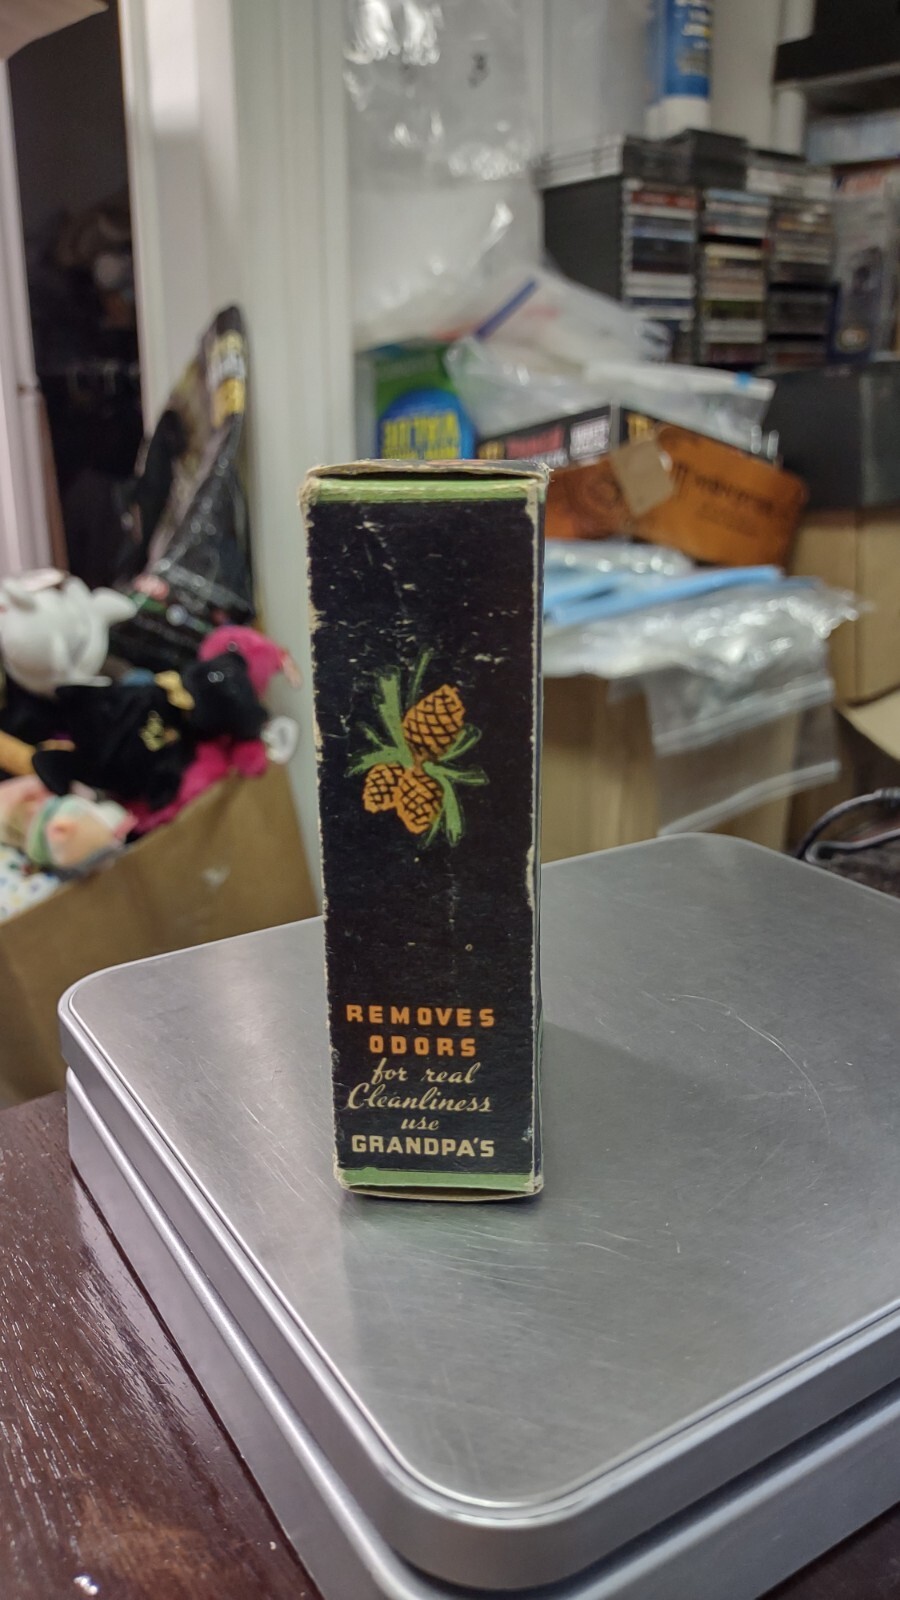 REMOVES
ODORS
for real
Cleanliness
use
GRANDPA'S